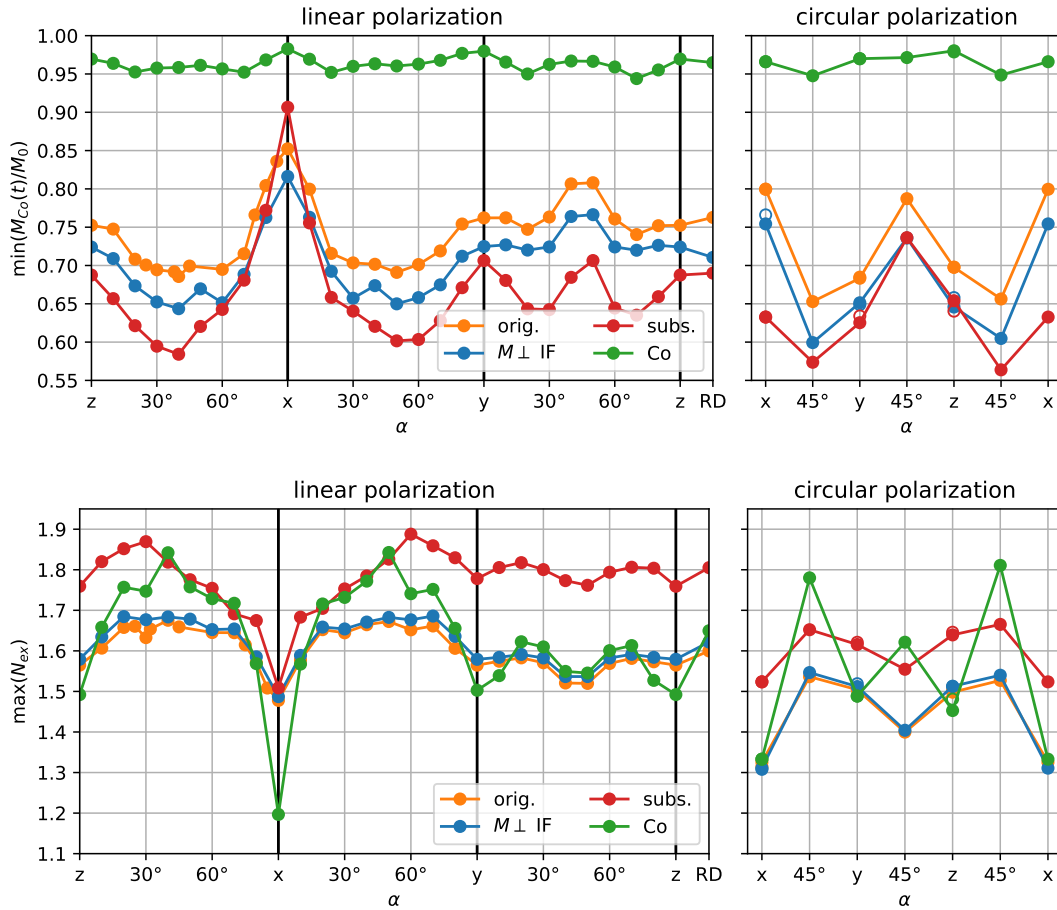 linear polarization
circular polarization
min(M_Co(t)/M_0)
1.00
0.95
0.90
0.85
0.80
0.75
0.70
0.65
0.60
0.55
orig.
M ⊥ IF
subs.
Co
z 30° 60° x 30° 60° y 30° 60° z RD
α
x 45° y 45° z 45° x
α
linear polarization
circular polarization
max(N_ex)
1.9
1.8
1.7
1.6
1.5
1.4
1.3
1.2
1.1
orig.
M ⊥ IF
subs.
Co
z 30° 60° x 30° 60° y 30° 60° z RD
α
x 45° y 45° z 45° x
α